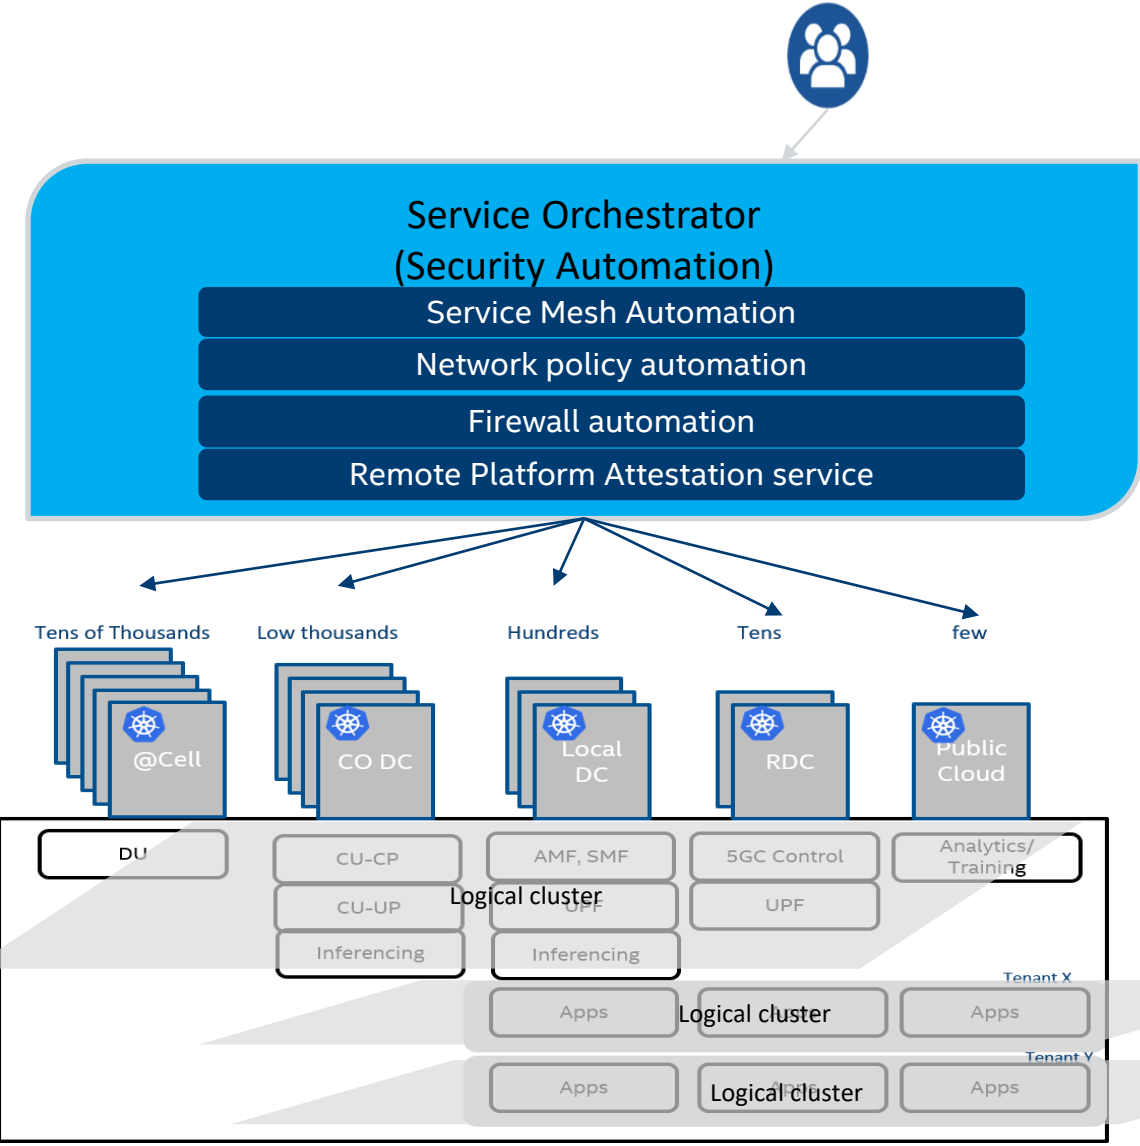 Service Orchestrator
(Security Automation)
Service Mesh Automation
Network policy automation
Firewall automation
Remote Platform Attestation service
Tens of Thousands
Low thousands
Hundreds
Tens
few
@Cell
CO DC
Local
DC
RDC
Public
Cloud
DU
CU-CP
AMF, SMF
5GC Control
Analytics/
Training
Logical cluster
CU-UP
UPF
UPF
Inferencing
Inferencing
Tenant X
Apps
Logical cluster
Apps
Apps
Tenant Y
Apps
Logical cluster
Apps
Apps